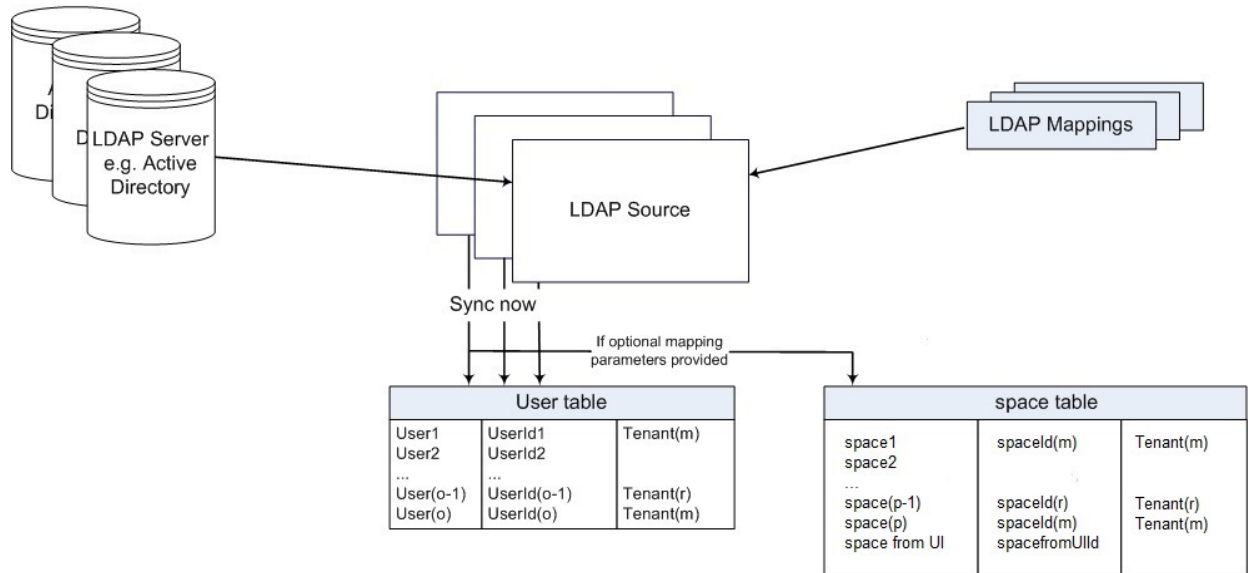 A
Di
D
LDAP Server
e.g. Active
Directory
LDAP Mappings
LDAP Source
Sync now
If optional mapping
parameters provided
User table
User1 UserId1 Tenant(m)
User2 UserId2
... ...
User(o-1) UserId(o-1) Tenant(r)
User(o) UserId(o) Tenant(m)
space table
space1 spaceId(m) Tenant(m)
space2
...
space(p-1) spaceId(r) Tenant(r)
space(p) spaceId(m) Tenant(m)
space from UI spacefromUIId